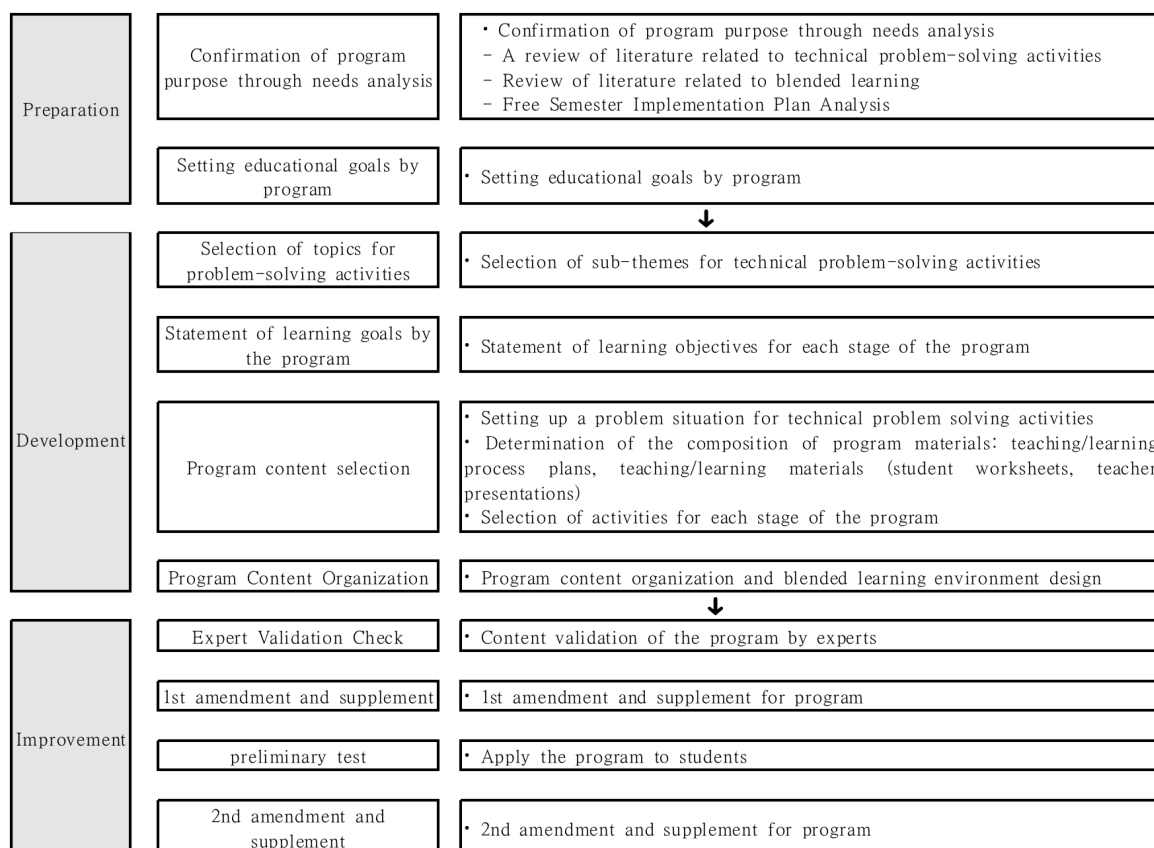 Preparation
Confirmation of program
purpose through needs analysis
• Confirmation of program purpose through needs analysis
- A review of literature related to technical problem-solving activities
- Review of literature related to blended learning
- Free Semester Implementation Plan Analysis
Setting educational goals by
program
• Setting educational goals by program
Development
Selection of topics for
problem-solving activities
• Selection of sub-themes for technical problem-solving activities
Statement of learning goals by
the program
• Statement of learning objectives for each stage of the program
Program content selection
• Setting up a problem situation for technical problem solving activities
• Determination of the composition of program materials: teaching/learning
process plans, teaching/learning materials (student worksheets, teacher
presentations)
• Selection of activities for each stage of the program
Program Content Organization
• Program content organization and blended learning environment design
Improvement
Expert Validation Check
• Content validation of the program by experts
1st amendment and supplement
• 1st amendment and supplement for program
preliminary test
• Apply the program to students
2nd amendment and
supplement
• 2nd amendment and supplement for program